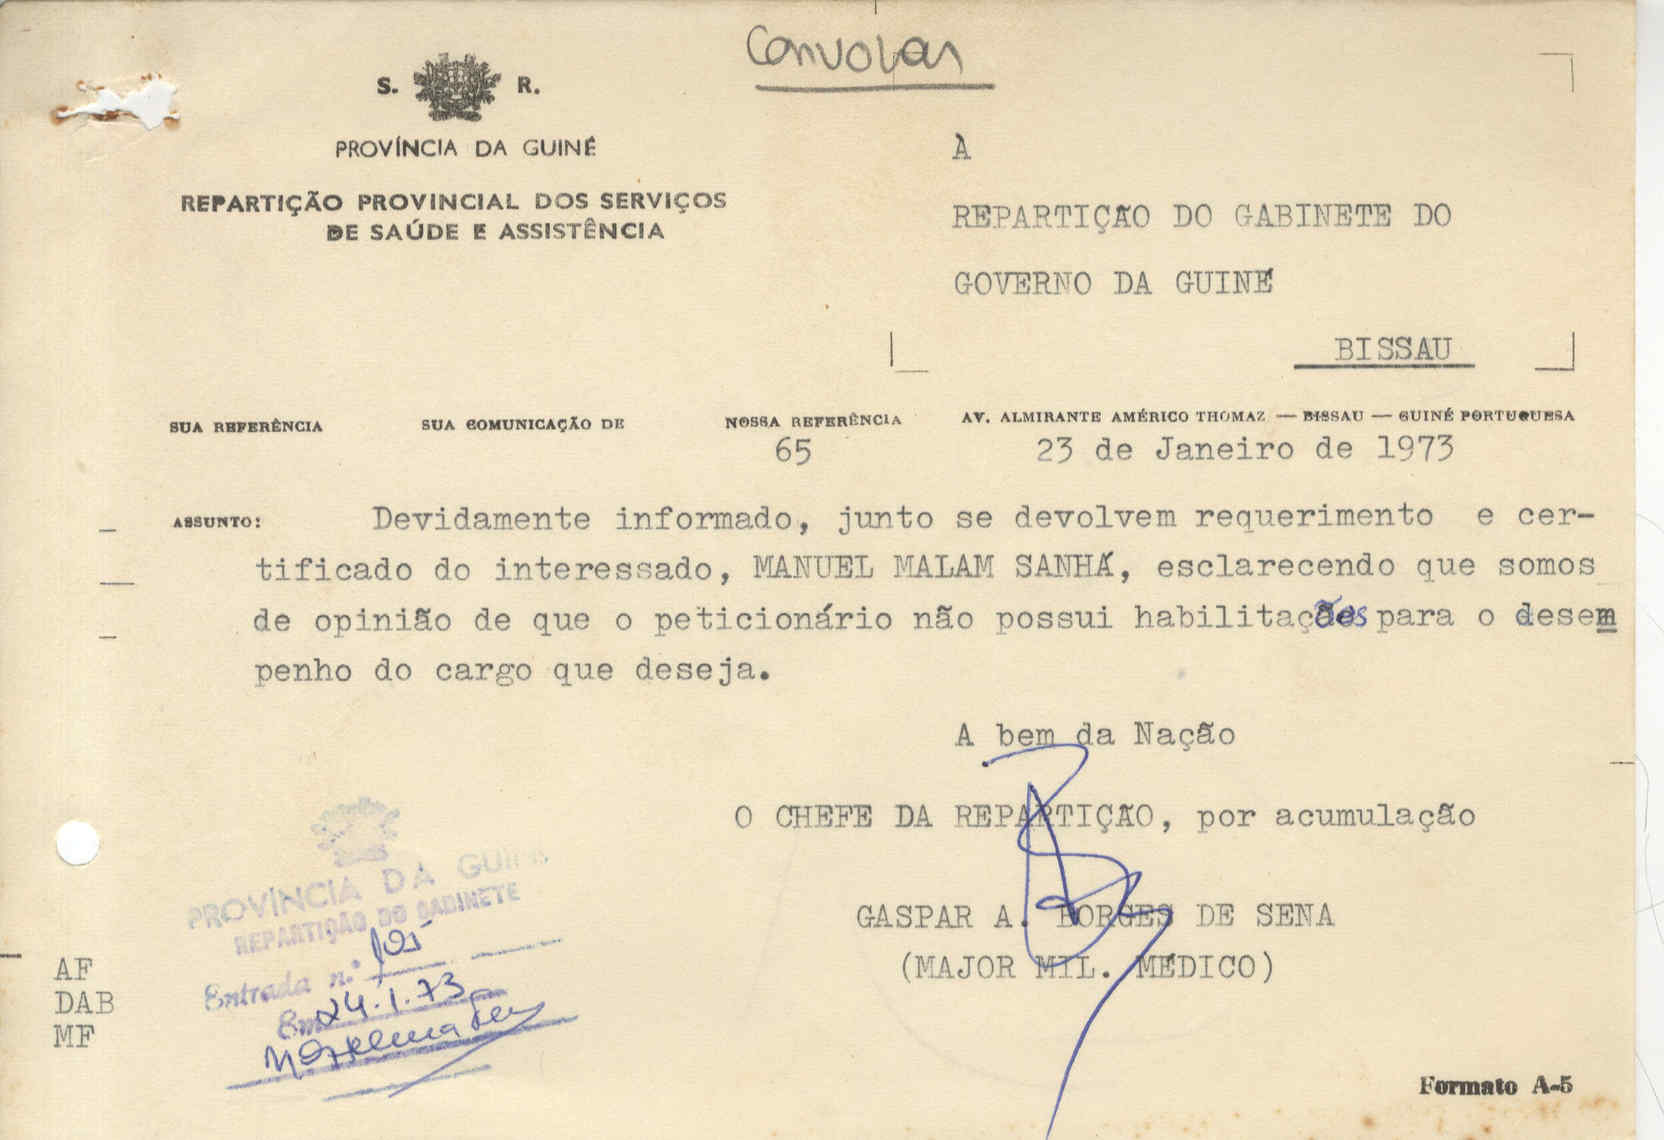 Convolar
S. R.
PROVÍNCIA DA GUINÉ
REPARTIÇÃO PROVINCIAL DOS SERVIÇOS
DE SAÚDE E ASSISTÊNCIA
À
REPARTIÇÃO DO GABINETE DO
GOVERNO DA GUINÉ
BISSAU
SUA REFERÊNCIA SUA COMUNICAÇÃO DE NOSSA REFERÊNCIA AV. ALMIRANTE AMÉRICO THOMAZ — BISSAU — GUINÉ PORTUGUESA
65 23 de Janeiro de 1973
ASSUNTO: Devidamente informado, junto se devolvem requerimento e cer-
tificado do interessado, MANUEL MALAM SANHÁ, esclarecendo que somos
de opinião de que o peticionário não possui habilitações para o desem
penho do cargo que deseja.
A bem da Nação
O CHEFE DA REPARTIÇÃO, por acumulação
GASPAR A. BORGES DE SENA
(MAJOR MIL. MÉDICO)
PROVÍNCIA DA GUINÉ
REPARTIÇÃO DO GABINETE
Entrada n.º 105
Em 24.1.73
AF
DAB
MF
Formato A-5